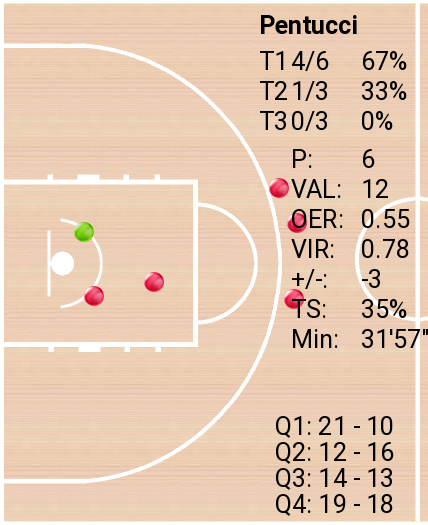 Pentucci
T1 4/6 67%
T2 1/3 33%
T3 0/3 0%
P: 6
VAL: 12
OER: 0.55
VIR: 0.78
+/-: -3
TS: 35%
Min: 31'57"
Q1: 21 - 10
Q2: 12 - 16
Q3: 14 - 13
Q4: 19 - 18